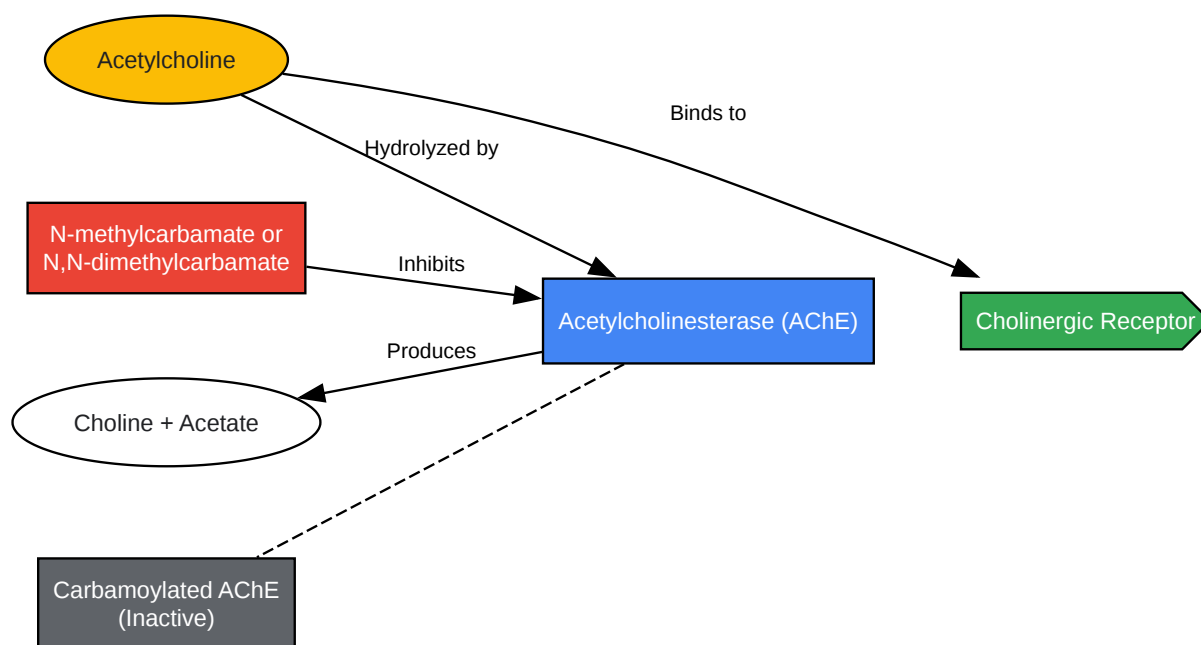 Acetylcholine
Binds to
Hydrolyzed by
N-methylcarbamate or
N,N-dimethylcarbamate
Inhibits
Acetylcholinesterase (AChE)
Cholinergic Receptor
Produces
Choline + Acetate
Carbamoylated AChE
(Inactive)